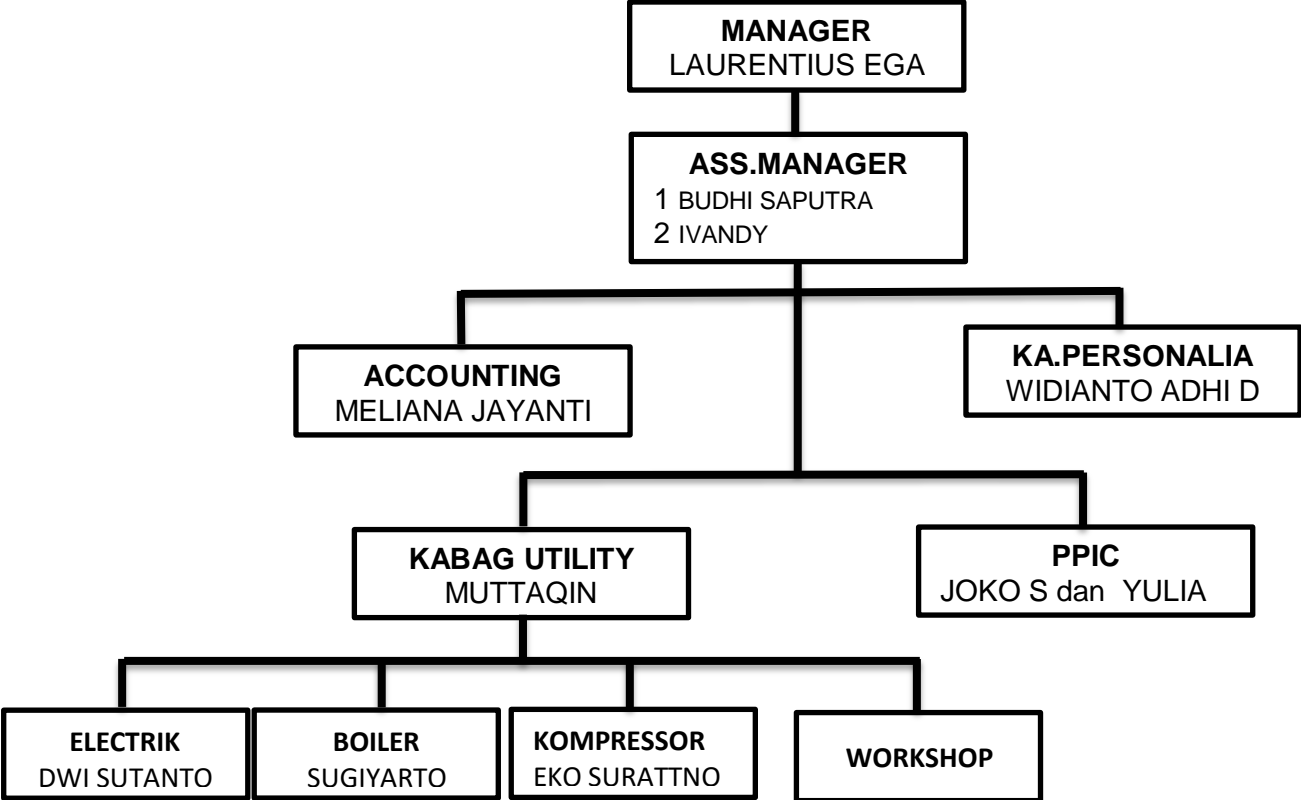 MANAGER
LAURENTIUS EGA
ASS.MANAGER
1 BUDHI SAPUTRA
2 IVANDY
ACCOUNTING
MELIANA JAYANTI
KA.PERSONALIA
WIDIANTO ADHI D
KABAG UTILITY
MUTTAQIN
PPIC
JOKO S dan YULIA
ELECTRIK
DWI SUTANTO
BOILER
SUGIYARTO
KOMPRESSOR
EKO SURATTNO
WORKSHOP